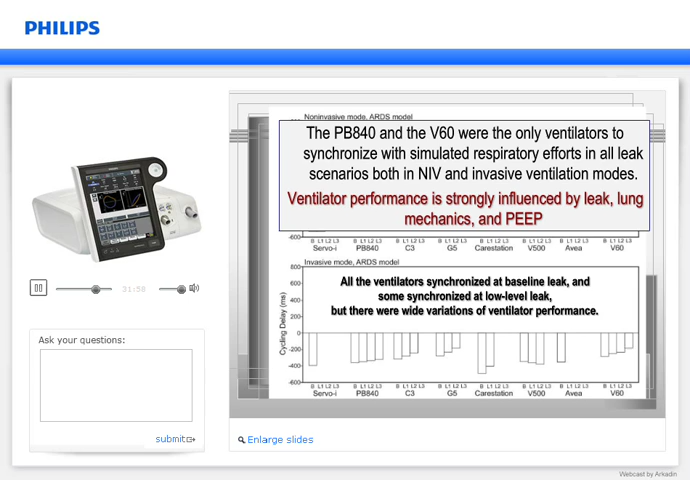 PHILIPS
Noninvasive mode, ARDS model
The PB840 and the V60 were the only ventilators to
synchronize with simulated respiratory efforts in all leak
scenarios both in NIV and invasive ventilation modes.
Ventilator performance is strongly influenced by leak, lung
mechanics, and PEEP
-600
B L1 L2 L3 B L1 L2 L3 B L1 L2 L3 B L1 L2 L3 B L1 L2 L3 B L1 L2 L3 B L1 L2 L3 B L1 L2 L3
Servo-i PB840 C3 G5 Carestation V500 Avea V60
Invasive mode, ARDS model
800
600
400
200
0
-200
-400
-600
Cycling Delay (ms)
All the ventilators synchronized at baseline leak, and
some synchronized at low-level leak,
but there were wide variations of ventilator performance.
B L1 L2 L3 B L1 L2 L3 B L1 L2 L3 B L1 L2 L3 B L1 L2 L3 B L1 L2 L3 B L1 L2 L3 B L1 L2 L3
Servo-i PB840 C3 G5 Carestation V500 Avea V60
31:58
Ask your questions:
submit
Enlarge slides
Webcast by Arkadin